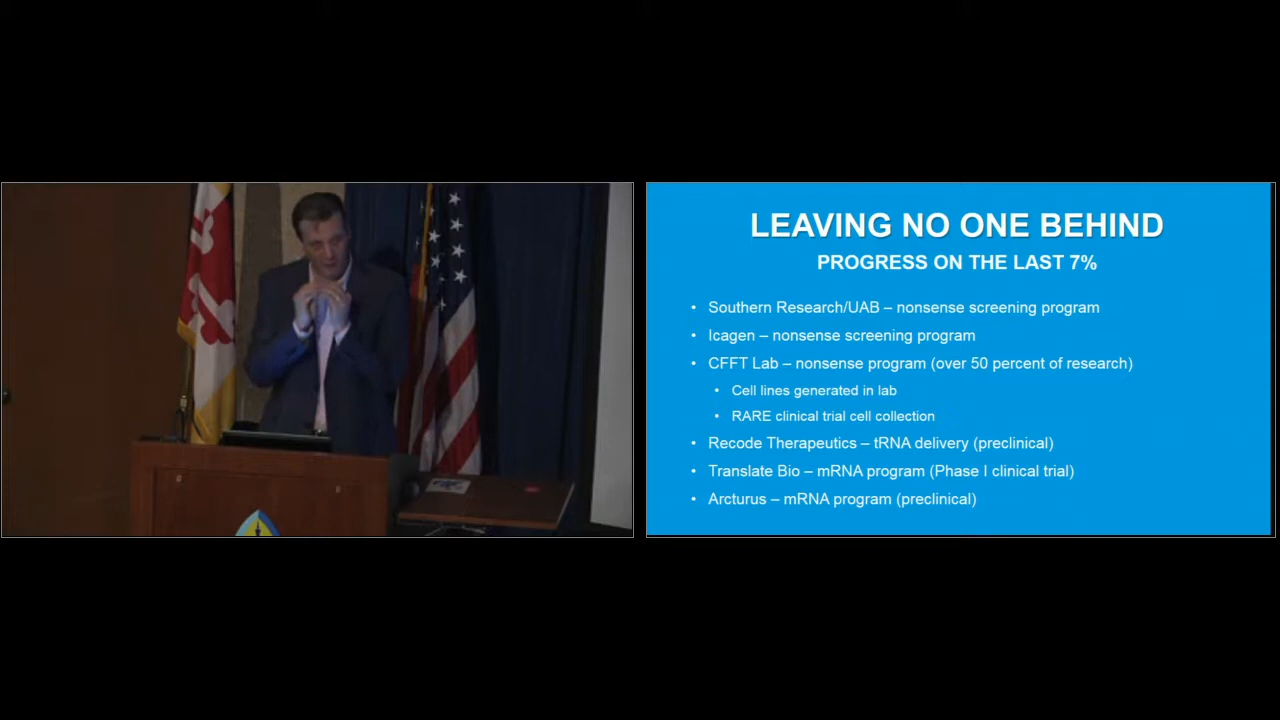 LEAVING NO ONE BEHIND
PROGRESS ON THE LAST 7%
• Southern Research/UAB – nonsense screening program
• Icagen – nonsense screening program
• CFFT Lab – nonsense program (over 50 percent of research)
• Cell lines generated in lab
• RARE clinical trial cell collection
• Recode Therapeutics – tRNA delivery (preclinical)
• Translate Bio – mRNA program (Phase I clinical trial)
• Arcturus – mRNA program (preclinical)